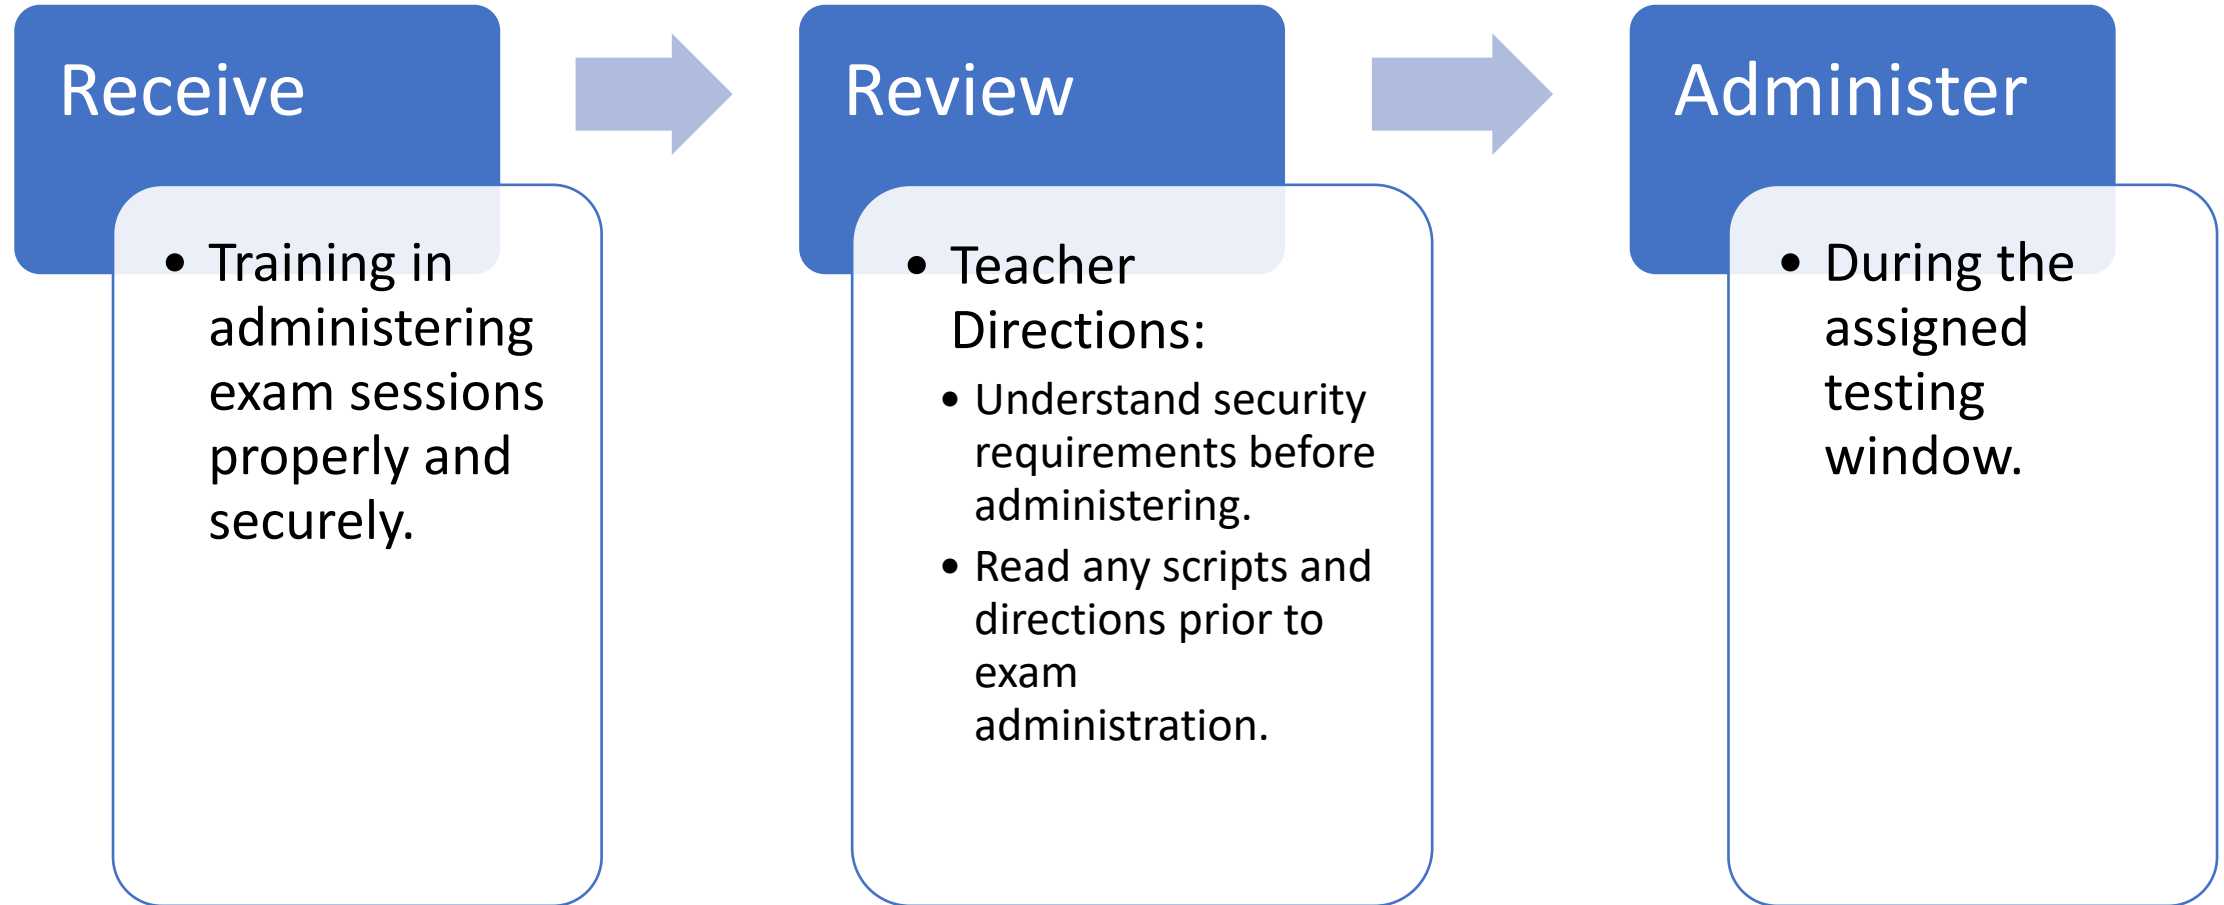 Receive
• Training in
administering
exam sessions
properly and
securely.
Review
• Teacher
Directions:
• Understand security
requirements before
administering.
• Read any scripts and
directions prior to
exam
administration.
Administer
• During the
assigned
testing
window.